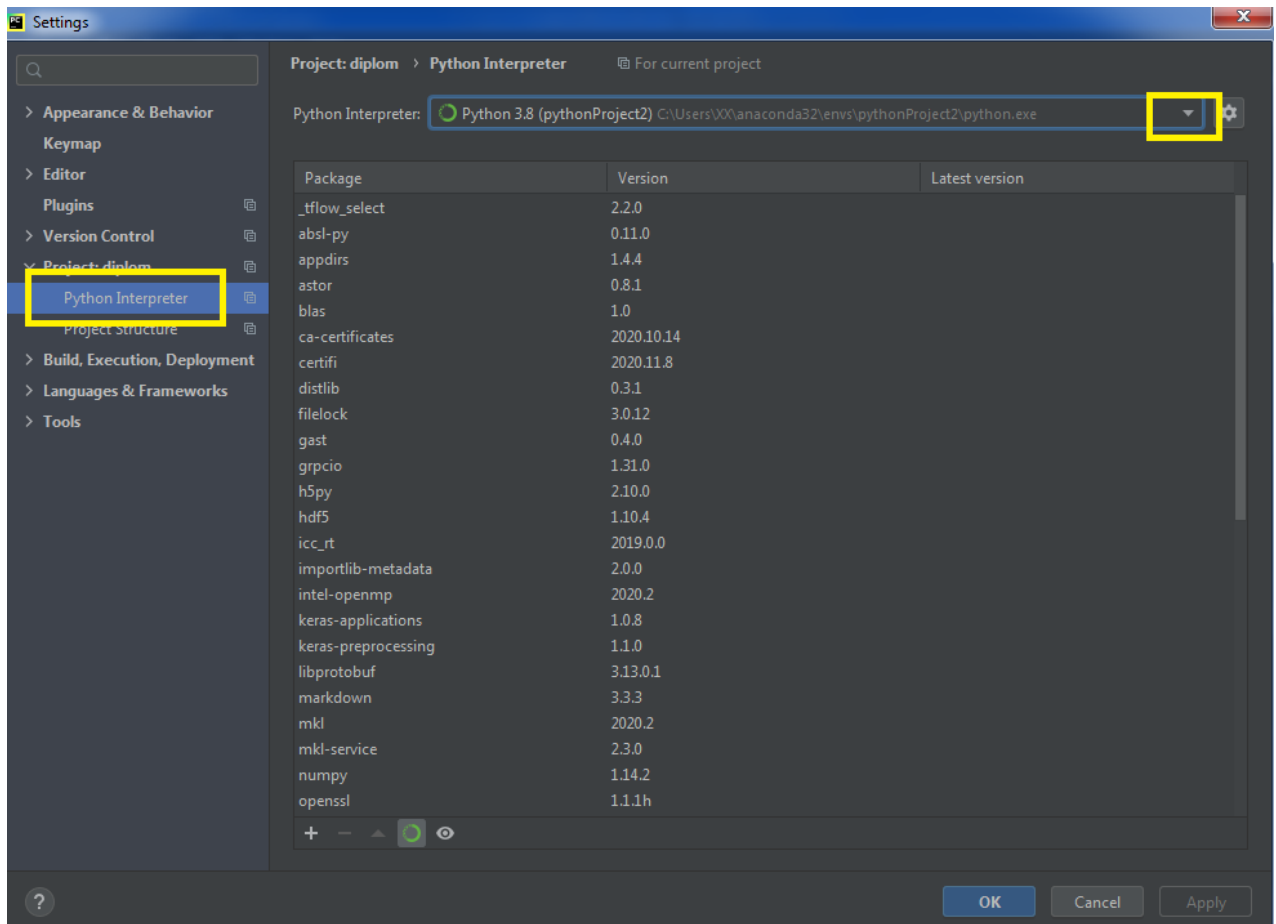 PC Settings
X
Project: diplom › Python Interpreter For current project
Appearance & Behavior
Keymap
Editor
Plugins
Version Control
Project: diplom
Python Interpreter
Project Structure
Build, Execution, Deployment
Languages & Frameworks
Tools
Python Interpreter: Python 3.8 (pythonProject2) C:\Users\XX\anaconda32\envs\pythonProject2\python.exe
Package Version Latest version
_tflow_select 2.2.0
absl-py 0.11.0
appdirs 1.4.4
astor 0.8.1
blas 1.0
ca-certificates 2020.10.14
certifi 2020.11.8
distlib 0.3.1
filelock 3.0.12
gast 0.4.0
grpcio 1.31.0
h5py 2.10.0
hdf5 1.10.4
icc_rt 2019.0.0
importlib-metadata 2.0.0
intel-openmp 2020.2
keras-applications 1.0.8
keras-preprocessing 1.1.0
libprotobuf 3.13.0.1
markdown 3.3.3
mkl 2020.2
mkl-service 2.3.0
numpy 1.14.2
openssl 1.1.1h
?
OK Cancel Apply